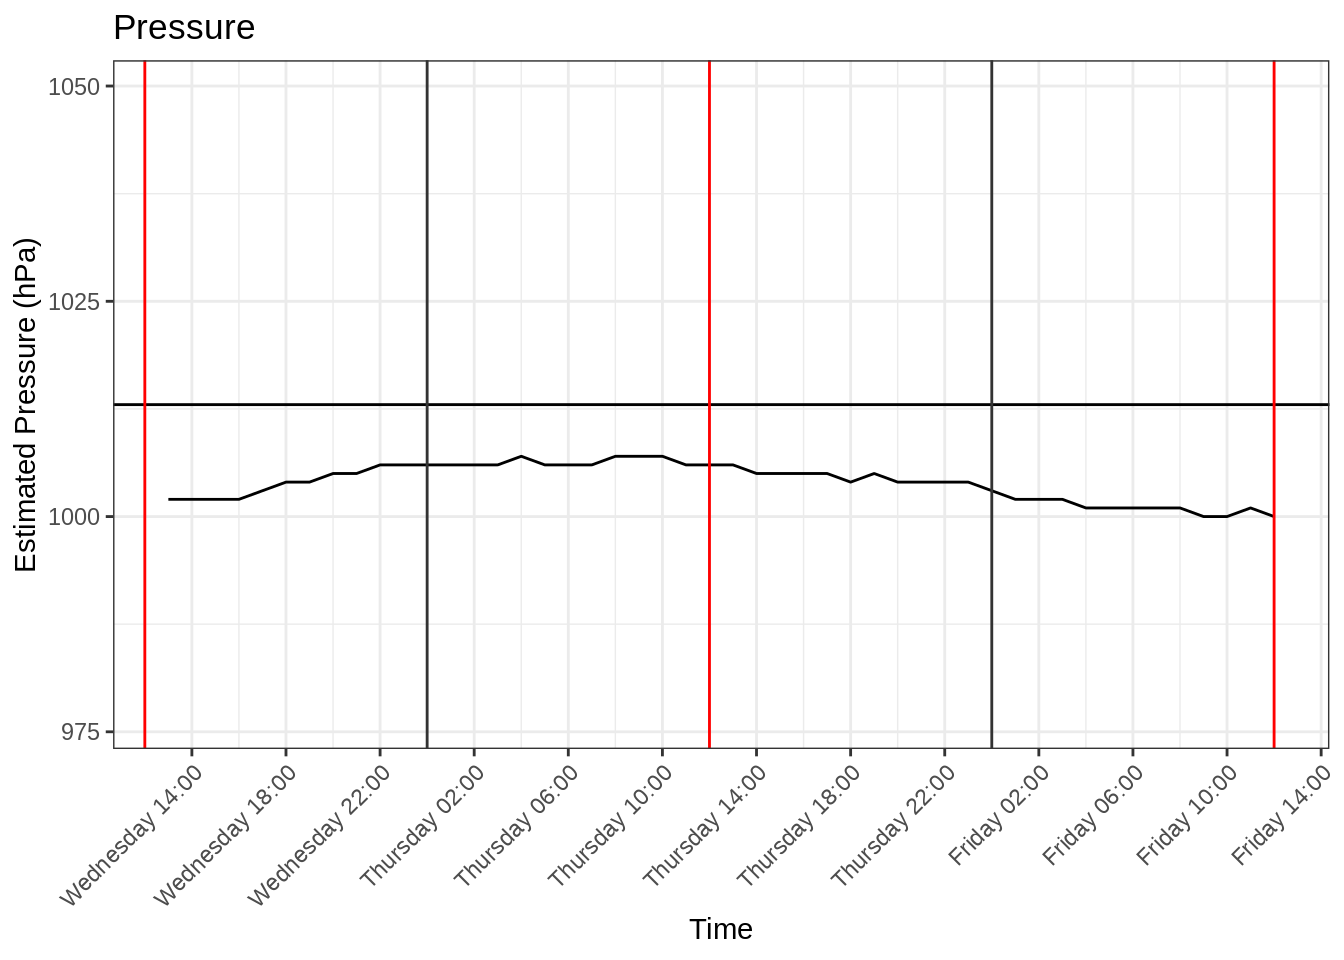 Pressure
Estimated Pressure (hPa)
1050
1025
1000
975
Wednesday 14:00
Wednesday 18:00
Wednesday 22:00
Thursday 02:00
Thursday 06:00
Thursday 10:00
Thursday 14:00
Thursday 18:00
Thursday 22:00
Friday 02:00
Friday 06:00
Friday 10:00
Friday 14:00
Time